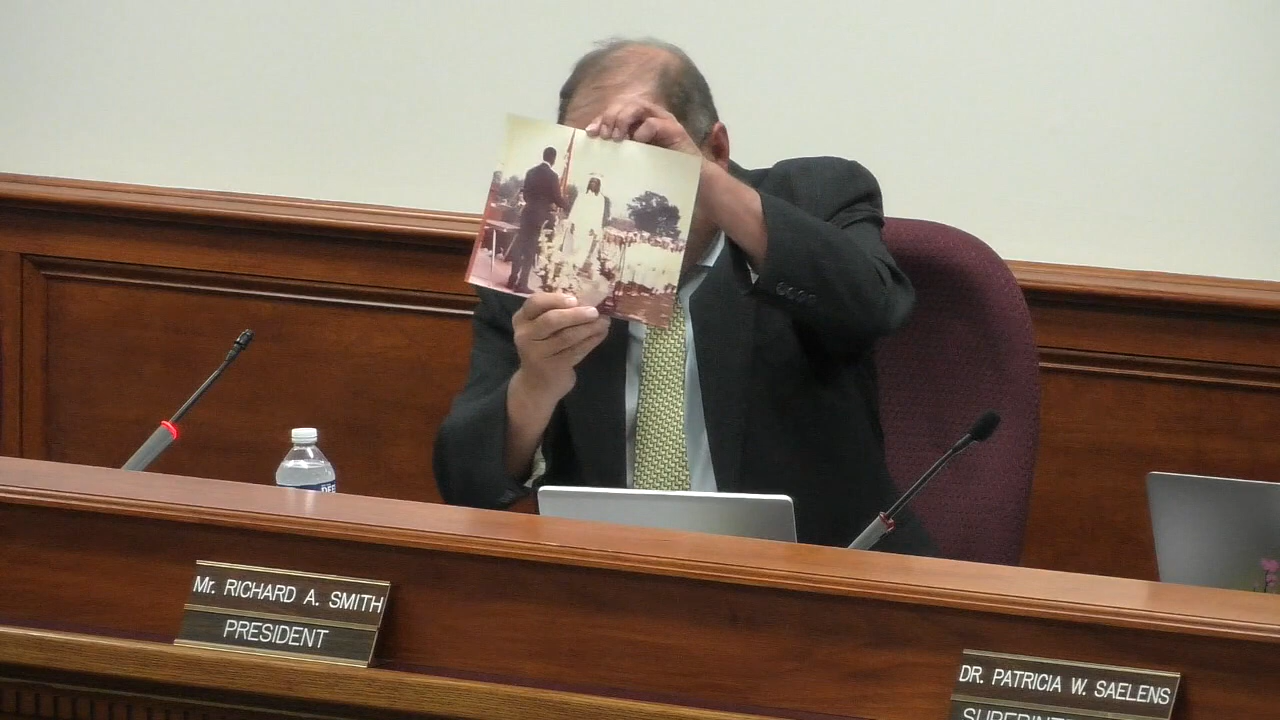 Mr. RICHARD A. SMITH
PRESIDENT
DR. PATRICIA W. SAELENS